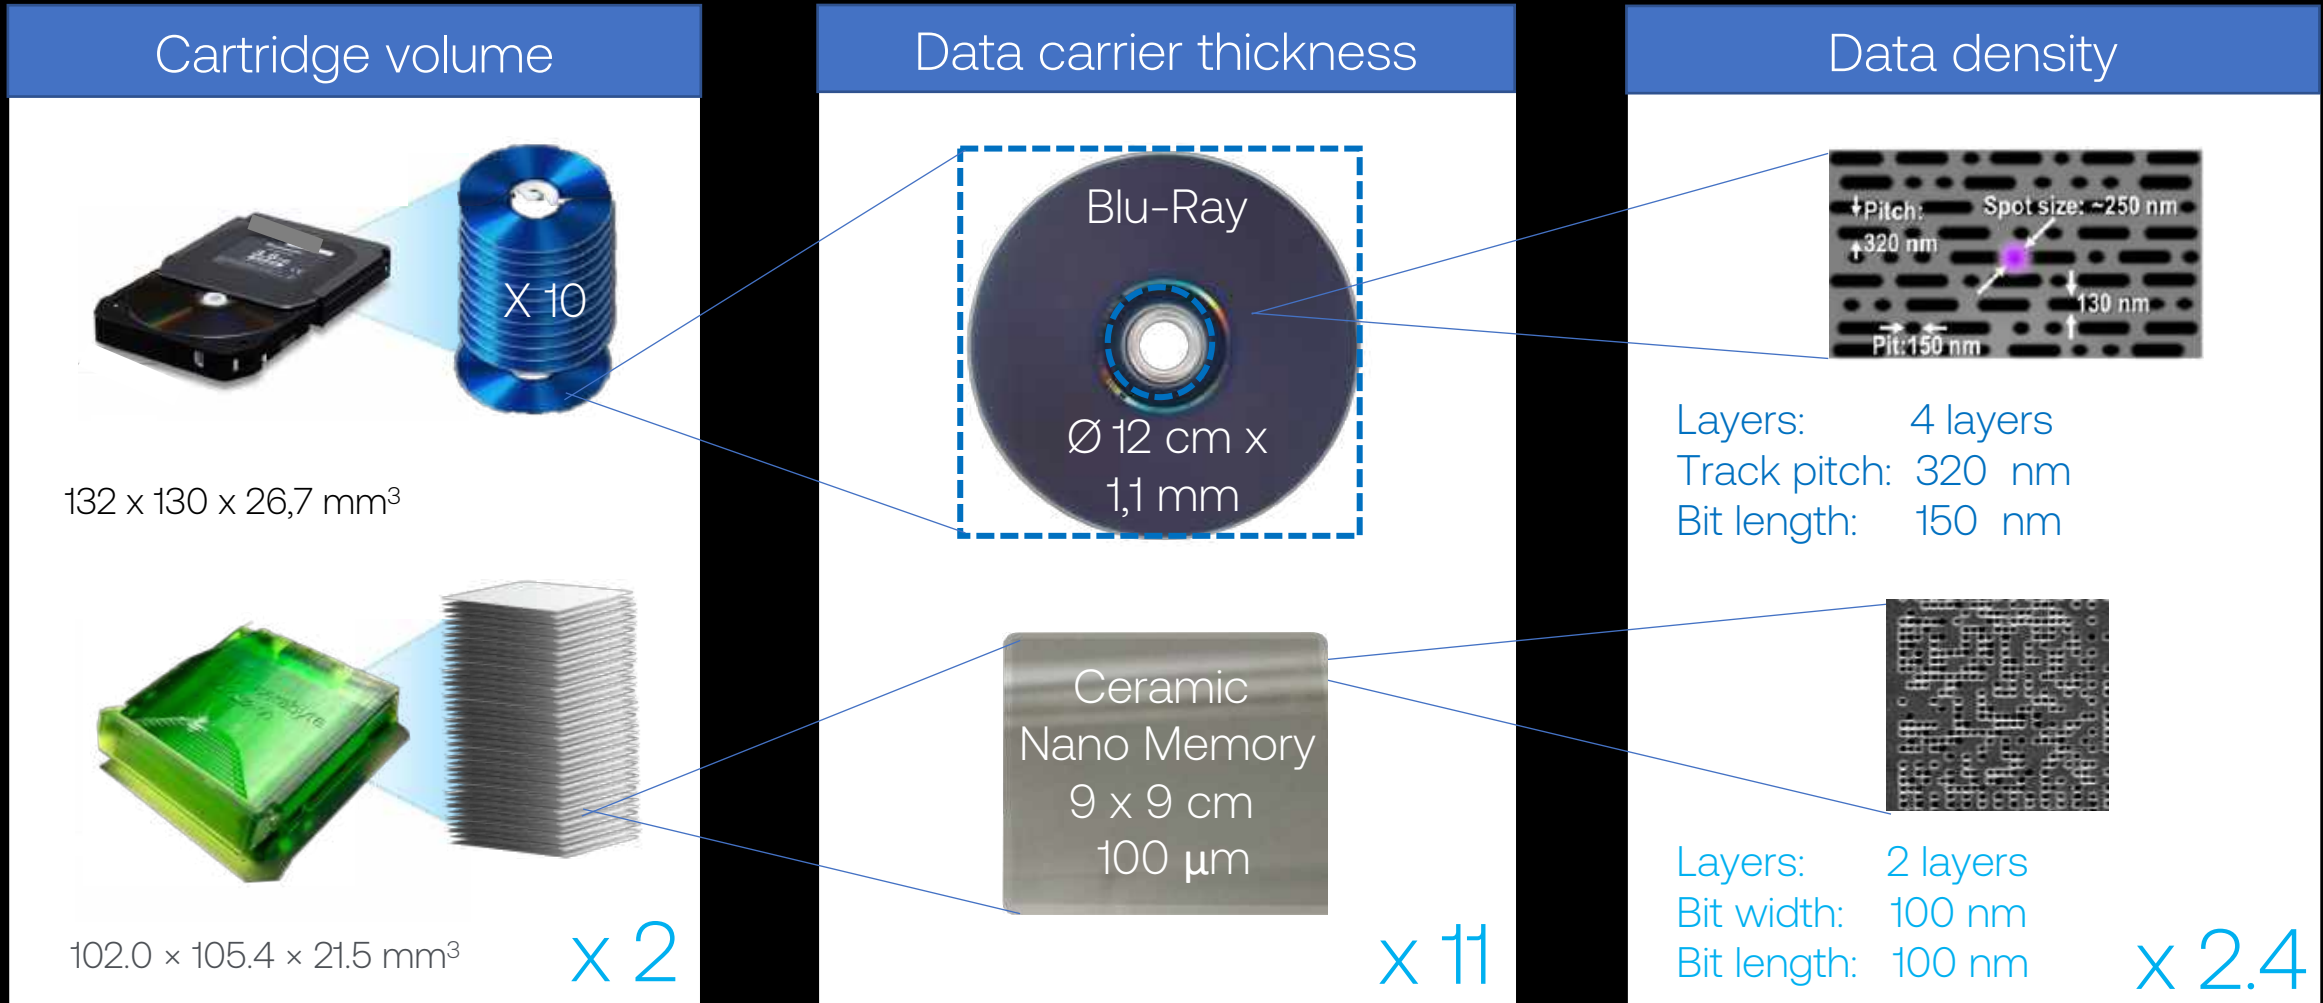 Cartridge volume
X 10
132 x 130 x 26,7 mm³
102.0 × 105.4 × 21.5 mm³
x 2
Data carrier thickness
Blu-Ray
Ø 12 cm x
1,1 mm
Ceramic
Nano Memory
9 x 9 cm
100 µm
x 11
Data density
Pitch:
320 nm
Spot size: ~250 nm
130 nm
Pit:150 nm
Layers: 4 layers
Track pitch: 320 nm
Bit length: 150 nm
Layers: 2 layers
Bit width: 100 nm
Bit length: 100 nm
x 2.4